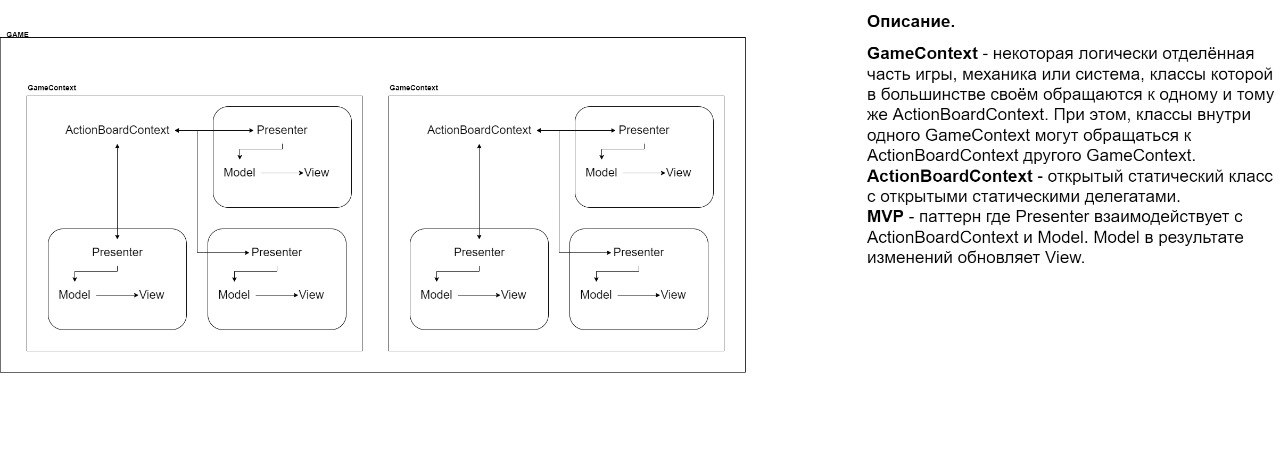 GAME
GameContext
ActionBoardContext
Presenter
Model
View
Presenter
Model
View
Presenter
Model
View
GameContext
ActionBoardContext
Presenter
Model
View
Presenter
Model
View
Presenter
Model
View
Описание.
GameContext - некоторая логически отделённая
часть игры, механика или система, классы которой
в большинстве своём обращаются к одному и тому
же ActionBoardContext. При этом, классы внутри
одного GameContext могут обращаться к
ActionBoardContext другого GameContext.
ActionBoardContext - открытый статический класс
с открытыми статическими делегатами.
MVP - паттерн где Presenter взаимодействует с
ActionBoardContext и Model. Model в результате
изменений обновляет View.